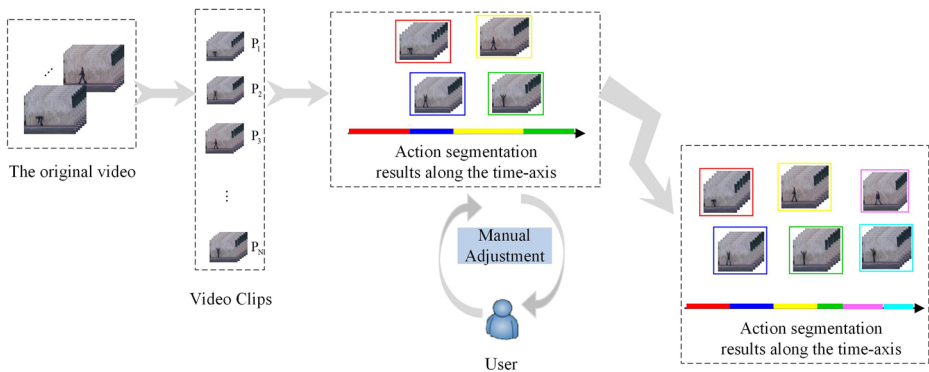 The original video
P1
P2
P3
...
⋮
PN
Video Clips
Action segmentation
results along the time-axis
Manual
Adjustment
User
Action segmentation
results along the time-axis